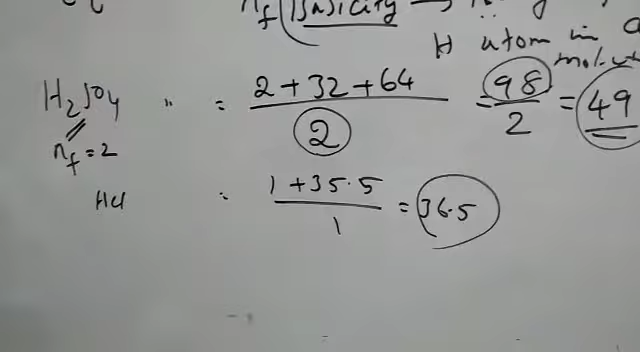 nf / Basicity →
H atom in a
molu
H2SO4 " = 2 + 32 + 64 / 2 = 98 / 2 = 49
nf = 2
HCl = 1 + 35.5 / 1 = 36.5